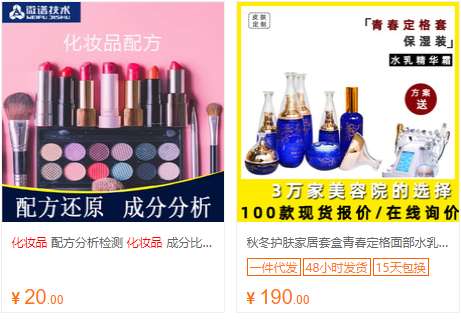 微谱技术
WEIPU JISHU
化妆品配方
配方还原 成分分析
化妆品 配方分析检测 化妆品 成分比...
¥ 20.00
皮肤
定制
「青春定格套
保湿装」
水乳精华霜
方案
送
3万家美容院的选择
100款现货报价/在线询价
秋冬护肤家居套盒青春定格面部水乳...
一件代发 48小时发货 15天包换
¥ 190.00